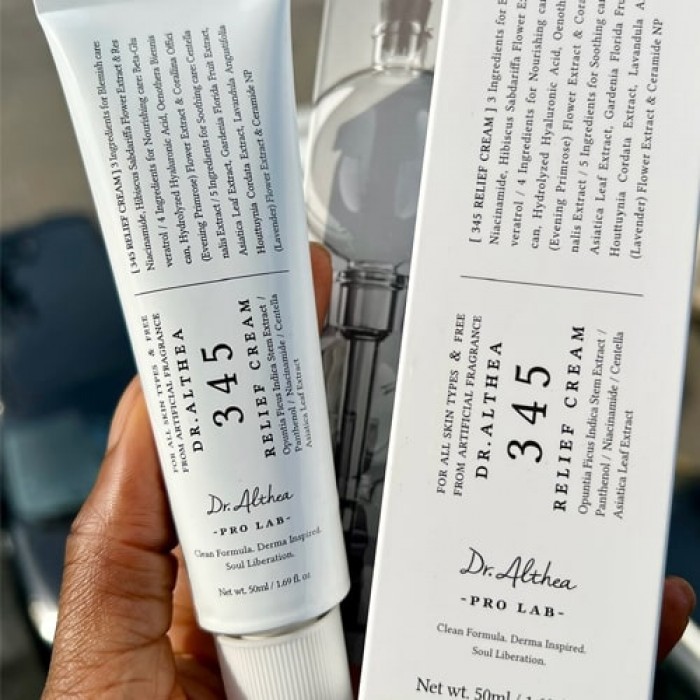 [ 345 RELIEF CREAM ] 3 Ingredients for Blemish care:
Niacinamide, Hibiscus Sabdariffa Flower Extract & Res
veratrol / 4 Ingredients for Nourishing care: Beta-Glu
can, Hydrolyzed Hyaluronic Acid, Oenothera Biennis
(Evening Primrose) Flower Extract & Corallina Offici
nalis Extract / 5 Ingredients for Soothing care: Centella
Asiatica Leaf Extract, Gardenia Florida Fruit Extract,
Houttuynia Cordata Extract, Lavandula Angustifolia
(Lavender) Flower Extract & Ceramide NP
FOR ALL SKIN TYPES & FREE
FROM ARTIFICIAL FRAGRANCE
DR.ALTHEA
345
RELIEF CREAM
Opuntia Ficus Indica Stem Extract /
Panthenol / Niacinamide / Centella
Asiatica Leaf Extract
Dr.Althea
-PRO LAB-
Clean Formula. Derma Inspired.
Soul Liberation.
Net wt. 50ml / 1.69 fl. oz
[ 345 RELIEF CREAM ] 3 Ingredients for
Niacinamide, Hibiscus Sabdariffa Flower
veratrol / 4 Ingredients for Nourishing
can, Hydrolyzed Hyaluronic Acid,
(Evening Primrose) Flower Extract &
nalis Extract / 5 Ingredients for Soothing
Asiatica Leaf Extract, Gardenia Florida
Houttuynia Cordata Extract, Lavandula
(Lavender) Flower Extract & Ceramide NP
FOR ALL SKIN TYPES & FREE
FROM ARTIFICIAL FRAGRANCE
DR.ALTHEA
345
RELIEF CREAM
Opuntia Ficus Indica Stem Extract /
Panthenol / Niacinamide / Centella
Asiatica Leaf Extract
Dr.Althea
-PRO LAB-
Clean Formula. Derma Inspired.
Soul Liberation.
Net wt. 50ml /